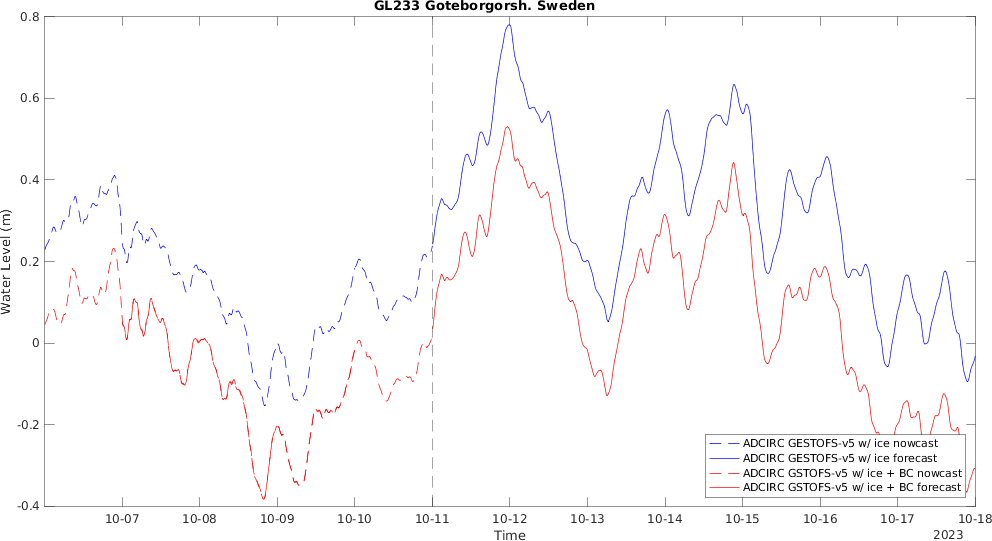 GL233 Goteborgorsh. Sweden
Water Level (m)
0.8
0.6
0.4
0.2
0
-0.2
-0.4
ADCIRC GESTOFS-v5 w/ ice nowcast
ADCIRC GESTOFS-v5 w/ ice forecast
ADCIRC GSTOFS-v5 w/ ice + BC nowcast
ADCIRC GSTOFS-v5 w/ ice + BC forecast
10-07 10-08 10-09 10-10 10-11 10-12 10-13 10-14 10-15 10-16 10-17 10-18
Time
2023